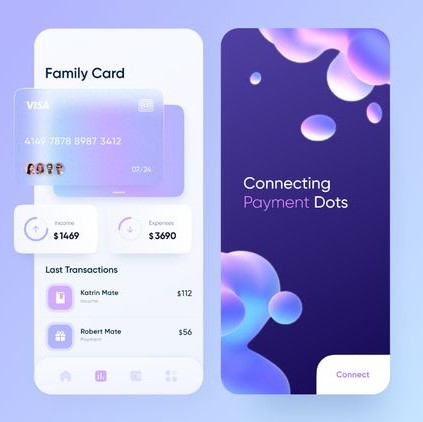 Family Card
VISA
4149 7878 8987 3412
07/24
Income
$1469
Expenses
$3690
Last Transactions
Katrin Mate
$112
Income
Robert Mate
$56
Payment
Connecting
Payment Dots
Connect